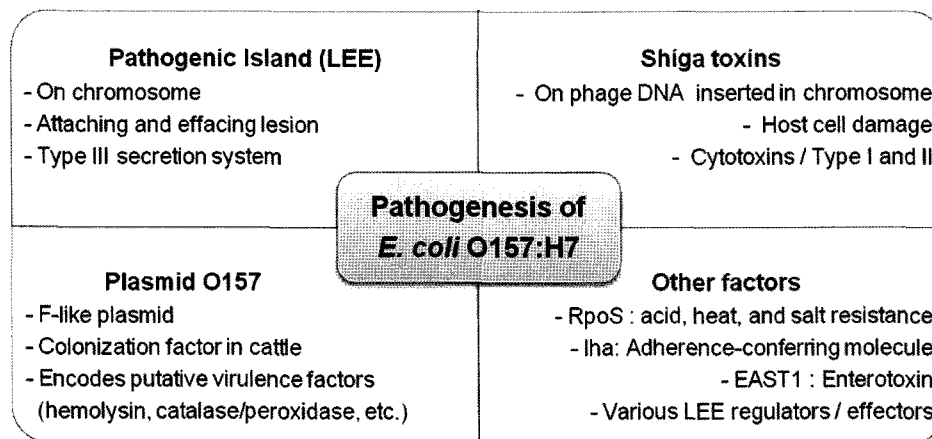 Pathogenic Island (LEE)
- On chromosome
- Attaching and effacing lesion
- Type III secretion system
Shiga toxins
- On phage DNA inserted in chromosome
- Host cell damage
- Cytotoxins / Type I and II
Pathogenesis of
E. coli O157:H7
Plasmid O157
- F-like plasmid
- Colonization factor in cattle
- Encodes putative virulence factors
(hemolysin, catalase/peroxidase, etc.)
Other factors
- RpoS : acid, heat, and salt resistance
- Iha: Adherence-conferring molecule
- EAST1 : Enterotoxin
- Various LEE regulators / effectors